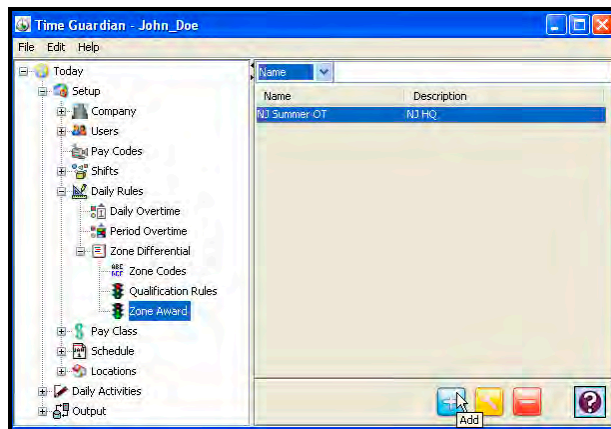 Time Guardian - John_Doe
File Edit Help
Today
Setup
Company
Users
Pay Codes
Shifts
Daily Rules
Daily Overtime
Period Overtime
Zone Differential
Zone Codes
Qualification Rules
Zone Award
Pay Class
Schedule
Locations
Daily Activities
Output
Name
Name Description
NJ Summer OT NJ HQ
Add